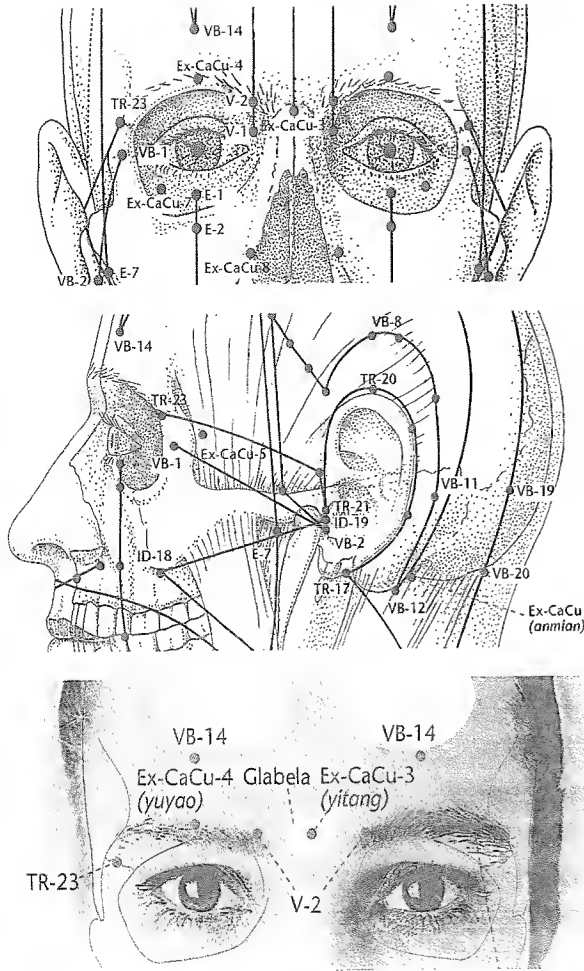 VB-14
Ex-CaCu-4
TR-23
V-2
Ex-CaCu-3
V-1
VB-1
Ex-CaCu-7
E-1
E-2
E-7
VB-2
Ex-CaCu-8
VB-14
VB-8
TR-20
TR-23
Ex-CaCu-5
VB-1
VB-11
VB-19
TR-21
ID-19
E-7
VB-2
ID-18
TR-17
VB-20
VB-12
Ex-CaCu
(anmian)
VB-14
VB-14
Ex-CaCu-4 Glabela Ex-CaCu-3
(yuyao) (yitang)
TR-23
V-2